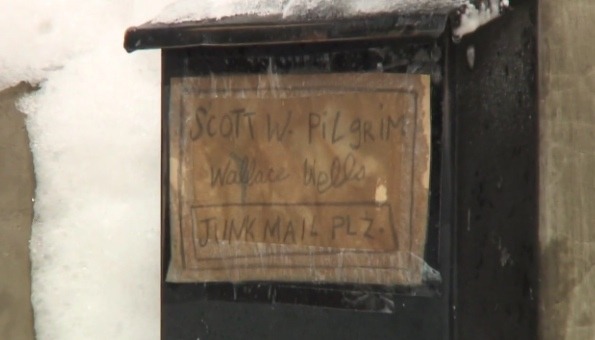 SCOTT W. PiLgRiM
Wallace Wells
JUNK MAIL PLZ.